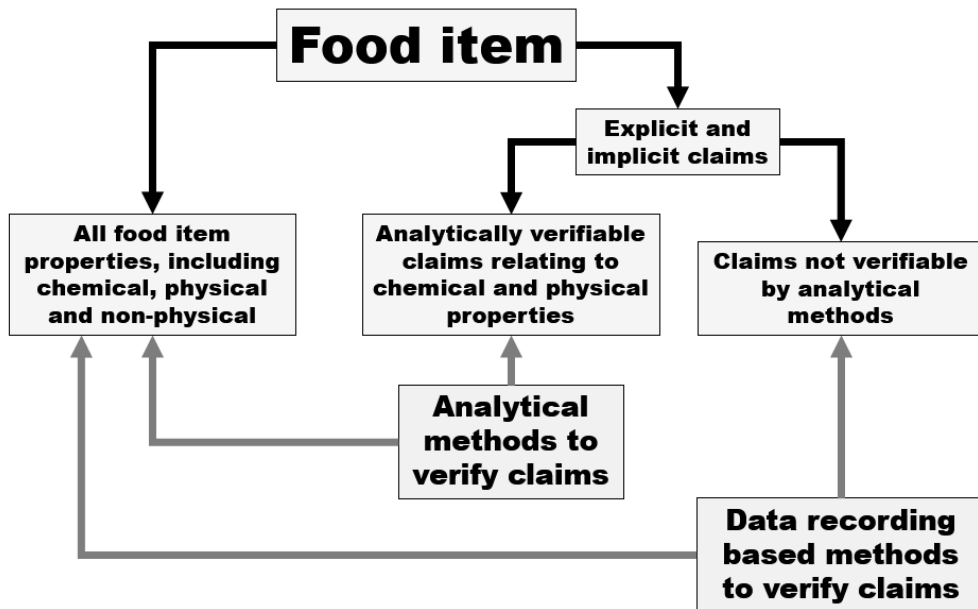 Food item
Explicit and
implicit claims
All food item
properties, including
chemical, physical
and non-physical
Analytically verifiable
claims relating to
chemical and physical
properties
Claims not verifiable
by analytical
methods
Analytical
methods to
verify claims
Data recording
based methods
to verify claims